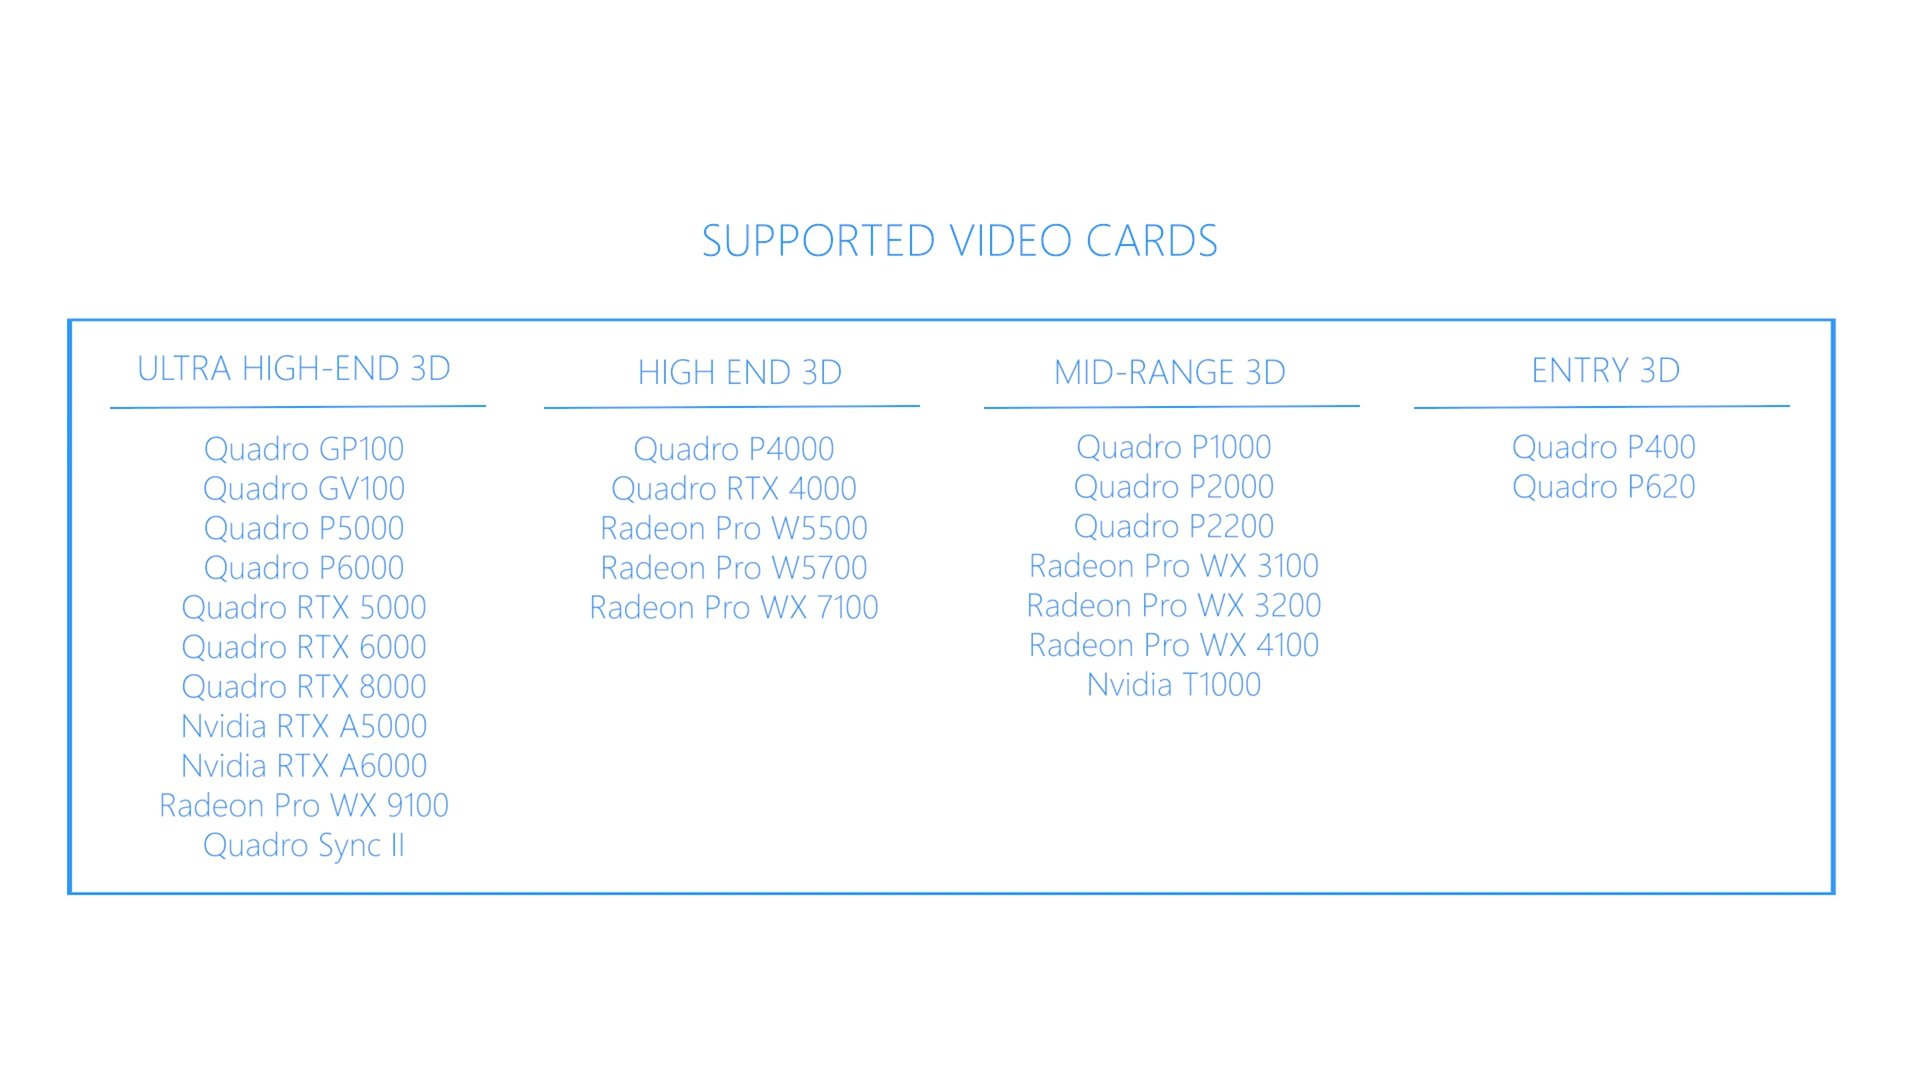 SUPPORTED VIDEO CARDS
ULTRA HIGH-END 3D
Quadro GP100
Quadro GV100
Quadro P5000
Quadro P6000
Quadro RTX 5000
Quadro RTX 6000
Quadro RTX 8000
Nvidia RTX A5000
Nvidia RTX A6000
Radeon Pro WX 9100
Quadro Sync II
HIGH END 3D
Quadro P4000
Quadro RTX 4000
Radeon Pro W5500
Radeon Pro W5700
Radeon Pro WX 7100
MID-RANGE 3D
Quadro P1000
Quadro P2000
Quadro P2200
Radeon Pro WX 3100
Radeon Pro WX 3200
Radeon Pro WX 4100
Nvidia T1000
ENTRY 3D
Quadro P400
Quadro P620